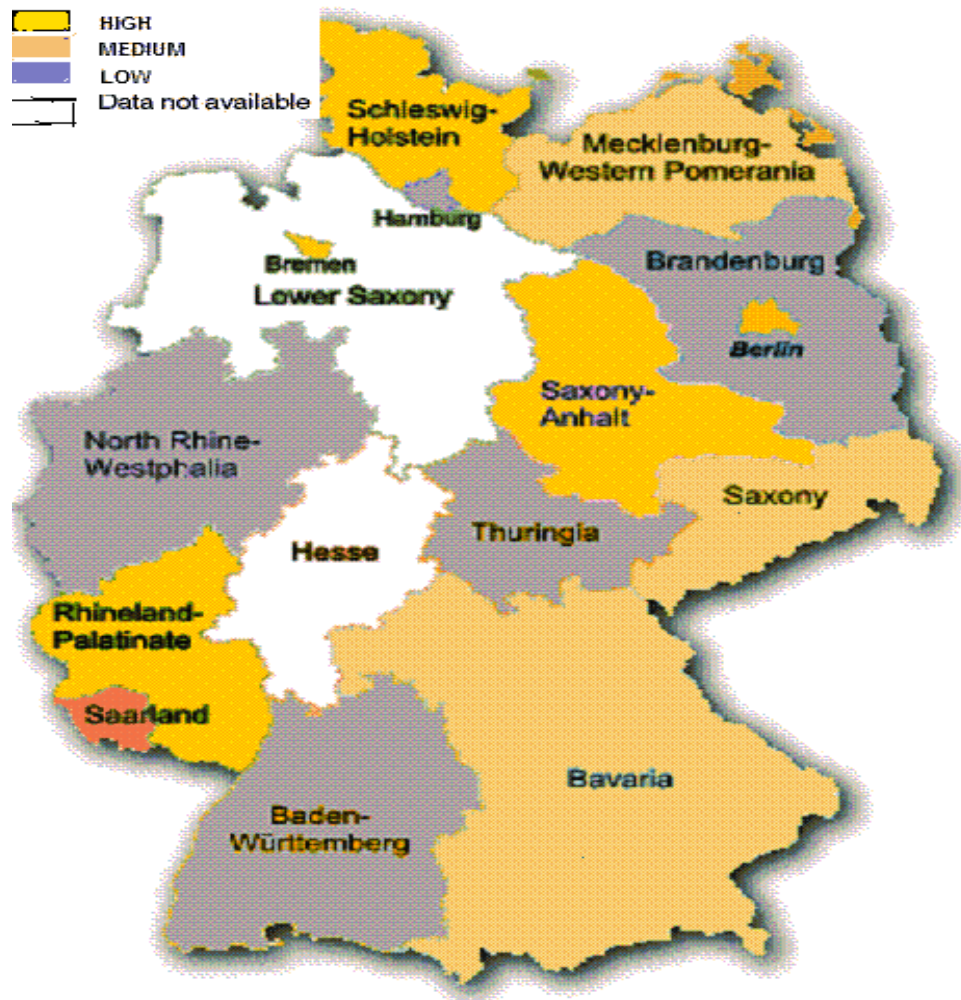 HIGH
MEDIUM
LOW
Data not available
Schleswig-
Holstein
Mecklenburg-
Western Pomerania
Hamburg
Bremen
Lower Saxony
Brandenburg
Berlin
Saxony-
Anhalt
North Rhine-
Westphalia
Saxony
Thuringia
Hesse
Rhineland-
Palatinate
Saarland
Bavaria
Baden-
Württemberg